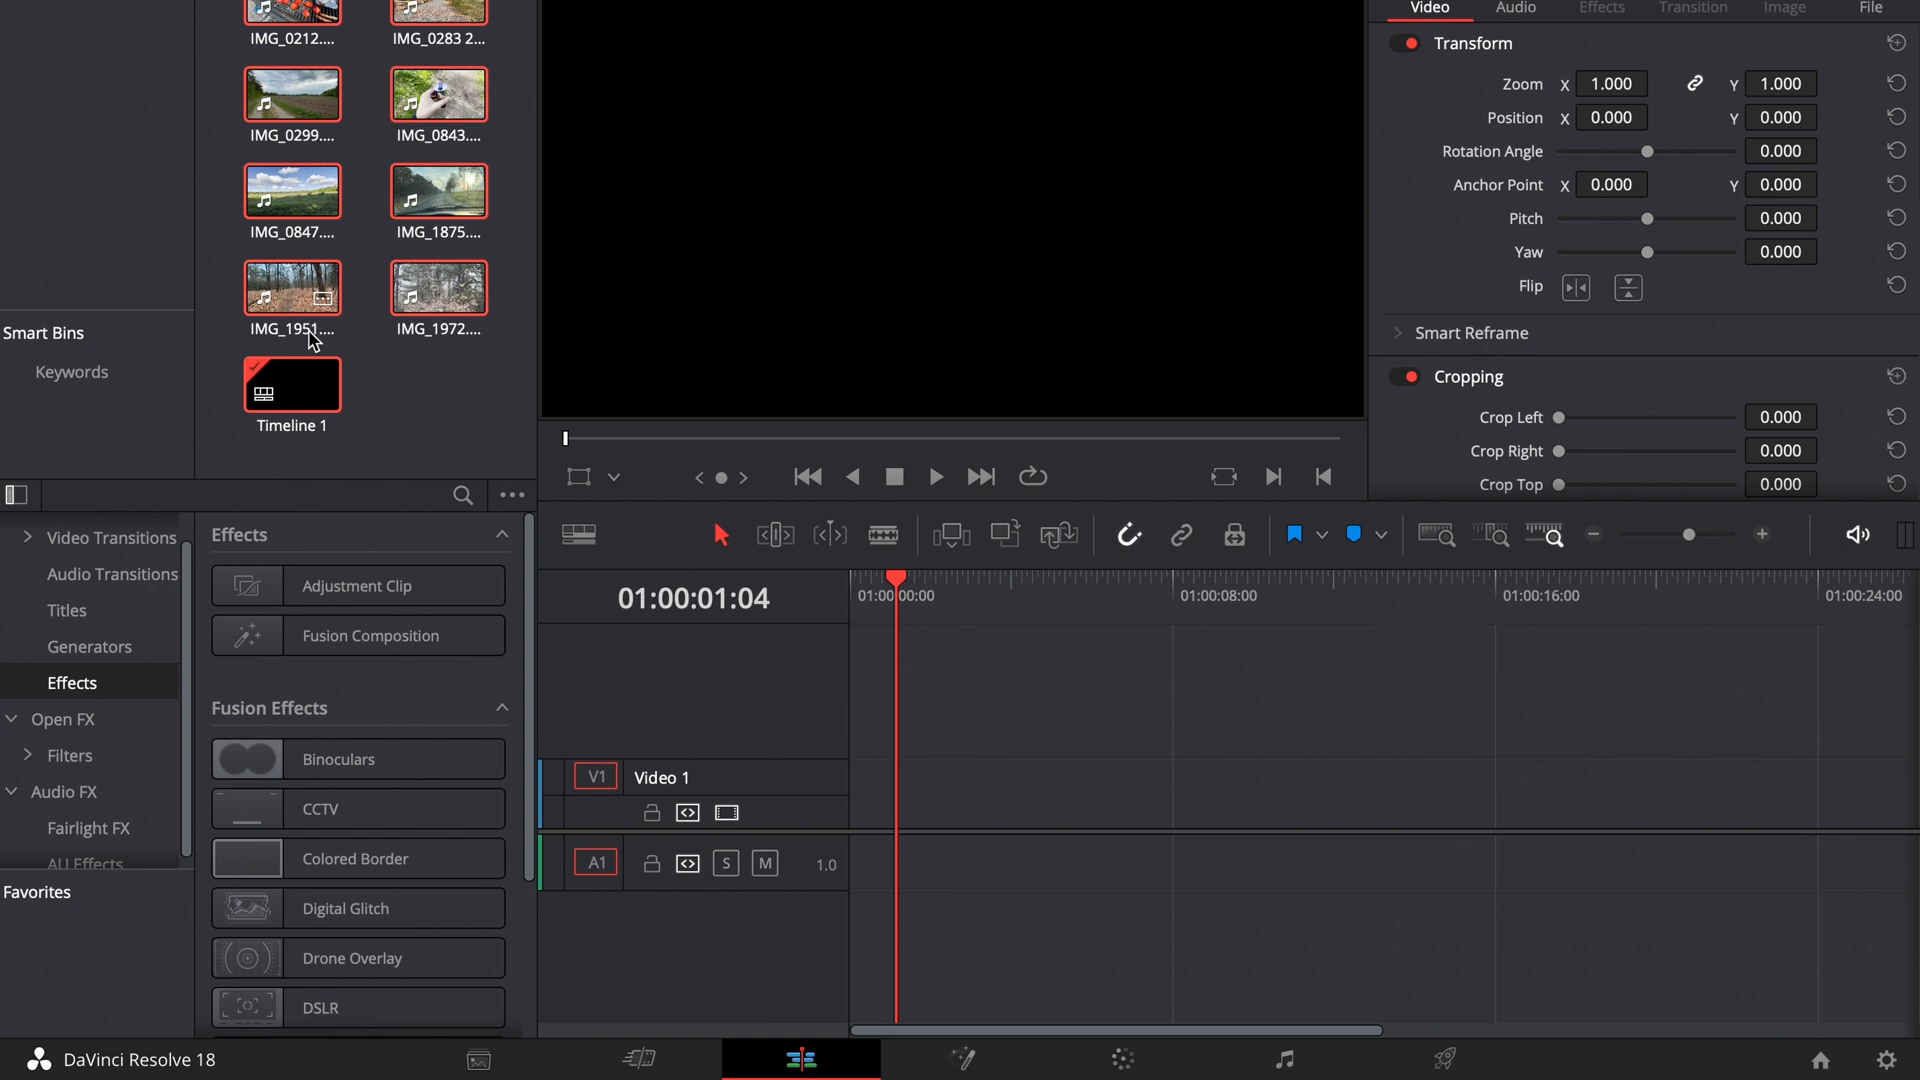 Video Audio Effects Transition Image File
IMG_0212.... IMG_0283 2...
Transform
Zoom X 1.000 Y 1.000
Position X 0.000 Y 0.000
Rotation Angle 0.000
Anchor Point X 0.000 Y 0.000
Pitch 0.000
Yaw 0.000
Flip
Smart Reframe
Cropping
Crop Left 0.000
Crop Right 0.000
Crop Top 0.000
IMG_0299.... IMG_0843....
IMG_0847.... IMG_1875....
IMG_1951.... IMG_1972....
Timeline 1
Smart Bins
Keywords
Video Transitions
Audio Transitions
Titles
Generators
Effects
Open FX
Filters
Audio FX
Fairlight FX
All Effects
Favorites
Effects
Adjustment Clip
Fusion Composition
Fusion Effects
Binoculars
CCTV
Colored Border
Digital Glitch
Drone Overlay
DSLR
01:00:01:04
01:00:00:00 01:00:08:00 01:00:16:00 01:00:24:00
V1 Video 1
A1 S M 1.0
DaVinci Resolve 18